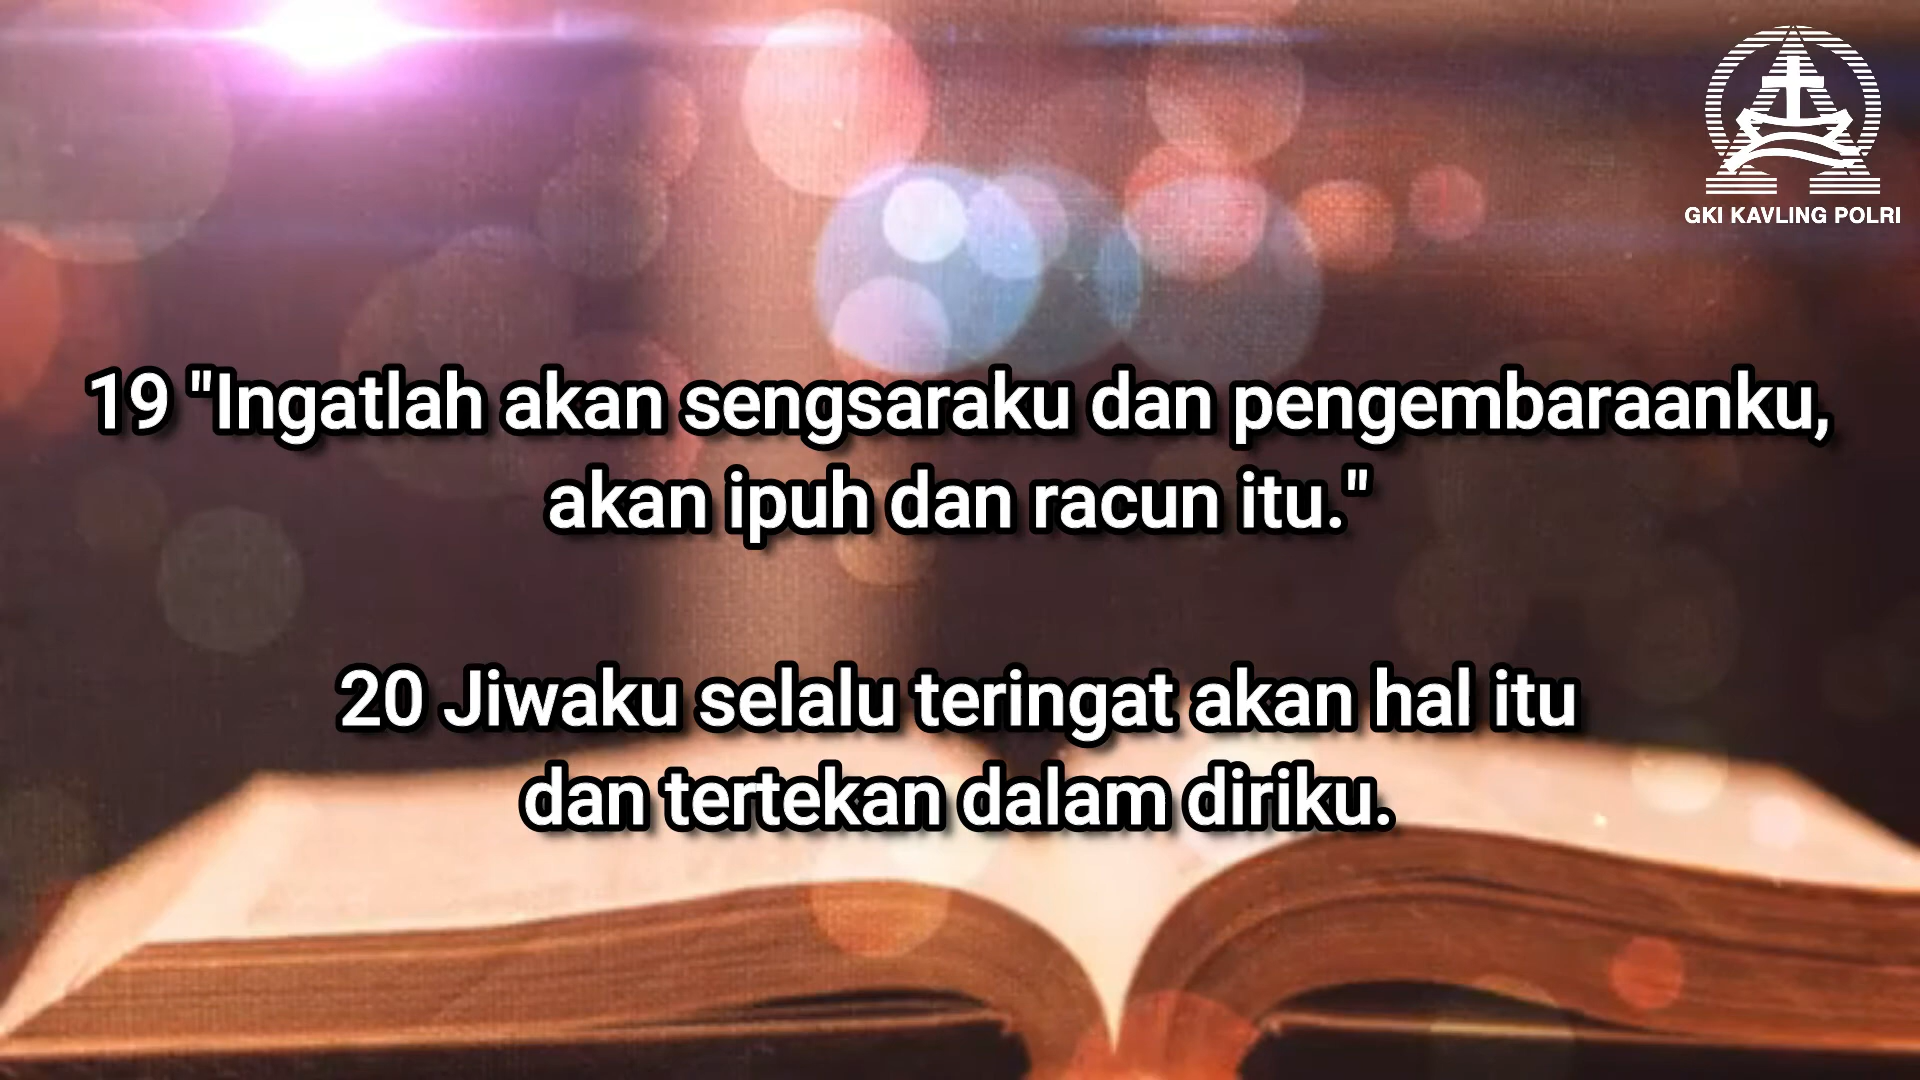 GKI KAVLING POLRI
19 "Ingatlah akan sengsaraku dan pengembaraanku,
akan ipuh dan racun itu."
20 Jiwaku selalu teringat akan hal itu
dan tertekan dalam diriku.